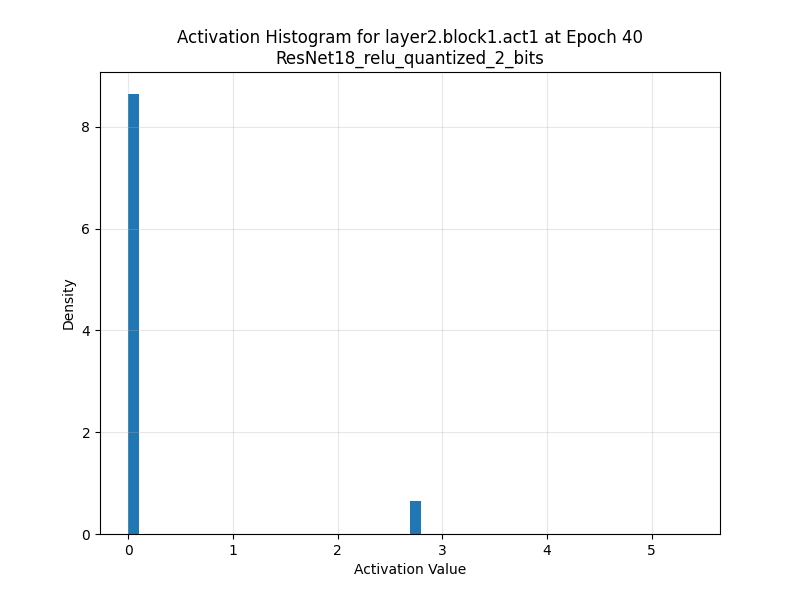 Activation Histogram for layer2.block1.act1 at Epoch 40
ResNet18_relu_quantized_2_bits
8
6
4
2
0
Density
0 1 2 3 4 5
Activation Value